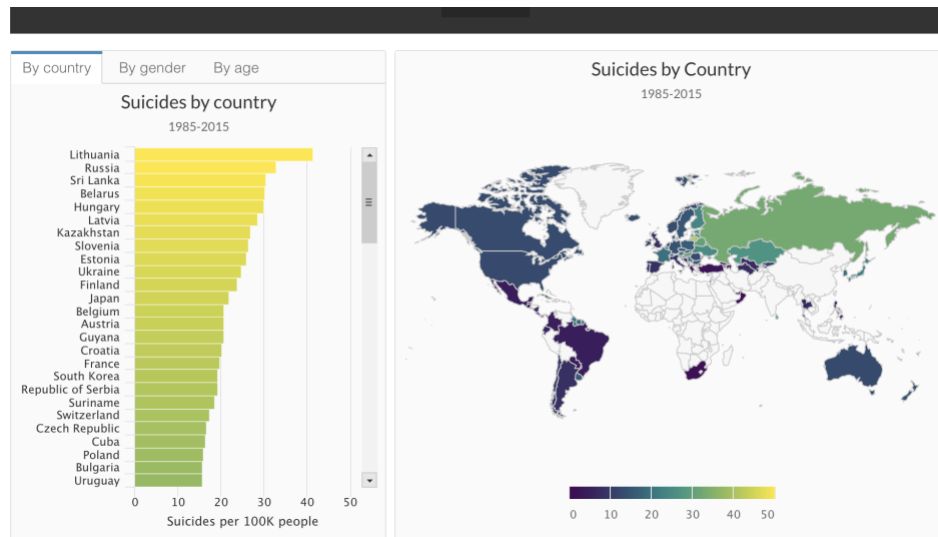 By country By gender By age
Suicides by country
1985-2015
Lithuania
Russia
Sri Lanka
Belarus
Hungary
Latvia
Kazakhstan
Slovenia
Estonia
Ukraine
Finland
Japan
Belgium
Austria
Guyana
Croatia
France
South Korea
Republic of Serbia
Suriname
Switzerland
Czech Republic
Cuba
Poland
Bulgaria
Uruguay
0 10 20 30 40 50
Suicides per 100K people
Suicides by Country
1985-2015
0 10 20 30 40 50